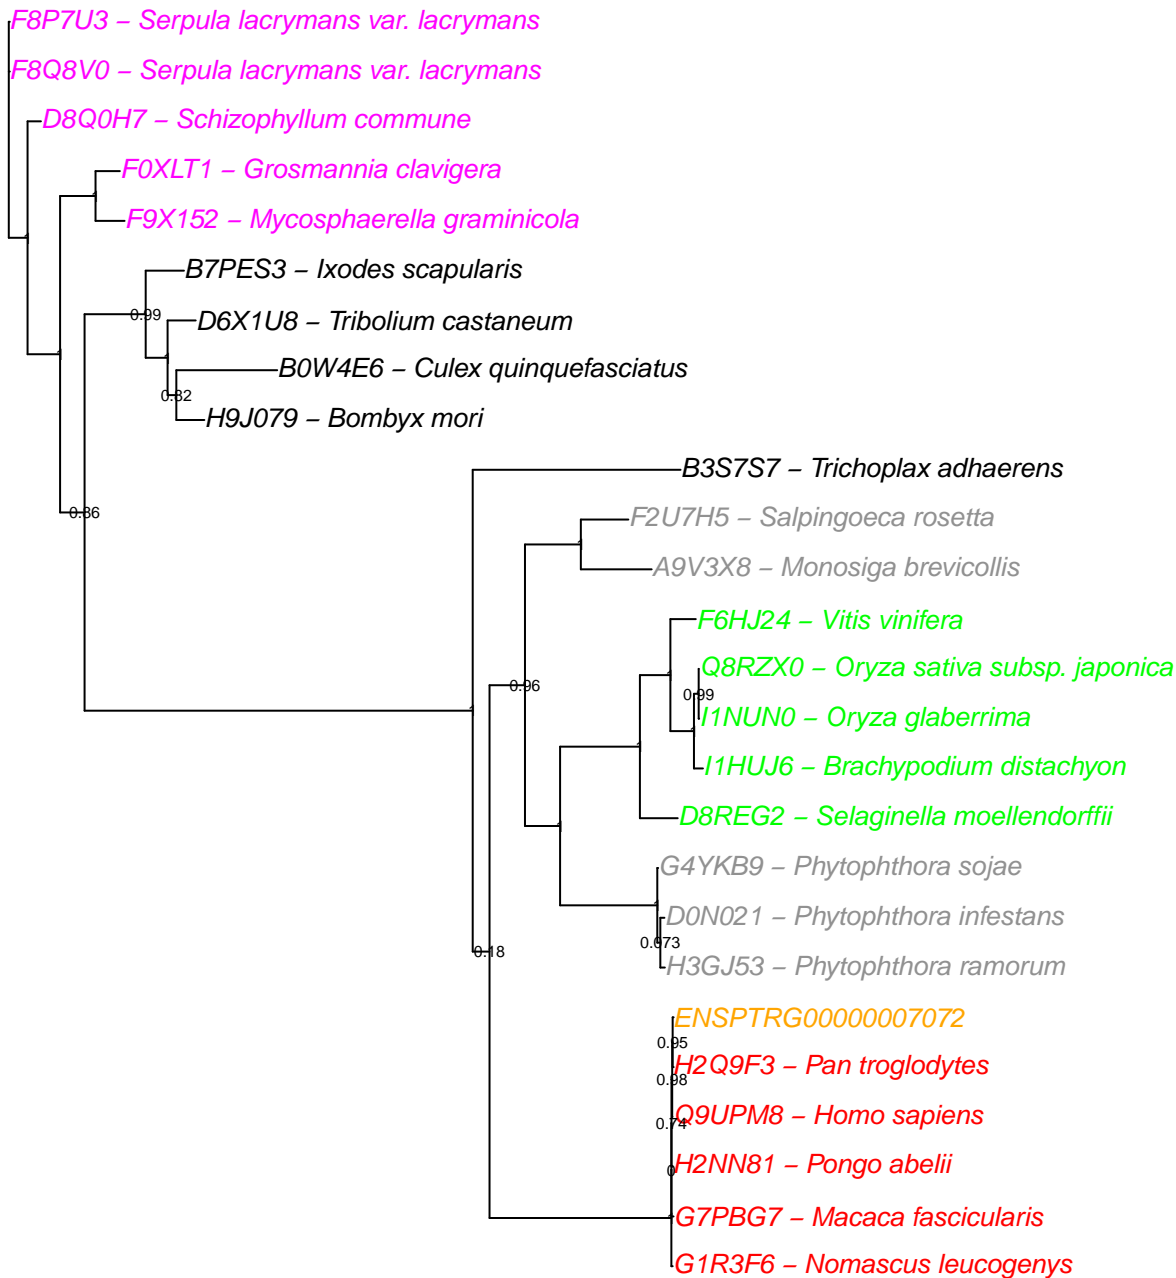 F8P7U3 – Serpula lacrymans var. lacrymans
F8Q8V0 – Serpula lacrymans var. lacrymans
D8Q0H7 – Schizophyllum commune
F0XLT1 – Grosmannia clavigera
F9X152 – Mycosphaerella graminicola
B7PES3 – Ixodes scapularis
0.99
D6X1U8 – Tribolium castaneum
B0W4E6 – Culex quinquefasciatus
0.82
H9J079 – Bombyx mori
B3S7S7 – Trichoplax adhaerens
0.86
F2U7H5 – Salpingoeca rosetta
A9V3X8 – Monosiga brevicollis
F6HJ24 – Vitis vinifera
Q8RZX0 – Oryza sativa subsp. japonica
0.96
0.99
I1NUN0 – Oryza glaberrima
I1HUJ6 – Brachypodium distachyon
D8REG2 – Selaginella moellendorffii
G4YKB9 – Phytophthora sojae
D0N021 – Phytophthora infestans
0.073
0.18
H3GJ53 – Phytophthora ramorum
ENSPTRG00000007072
0.95
H2Q9F3 – Pan troglodytes
0.98
Q9UPM8 – Homo sapiens
0.74
H2NN81 – Pongo abelii
0
G7PBG7 – Macaca fascicularis
G1R3F6 – Nomascus leucogenys